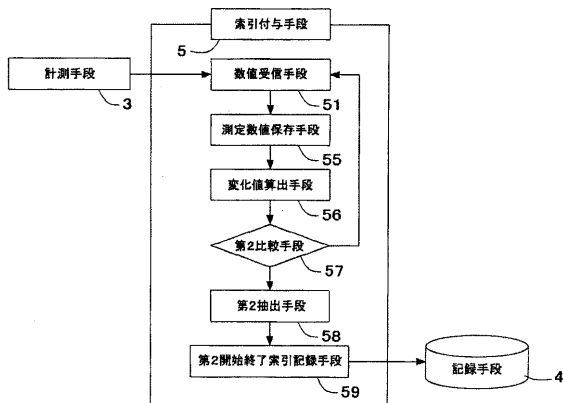 索引付与手段
5
計測手段
3
数値受信手段
51
測定数値保存手段
55
変化値算出手段
56
第2比較手段
57
第2抽出手段
58
第2開始終了索引記録手段
59
記録手段
4